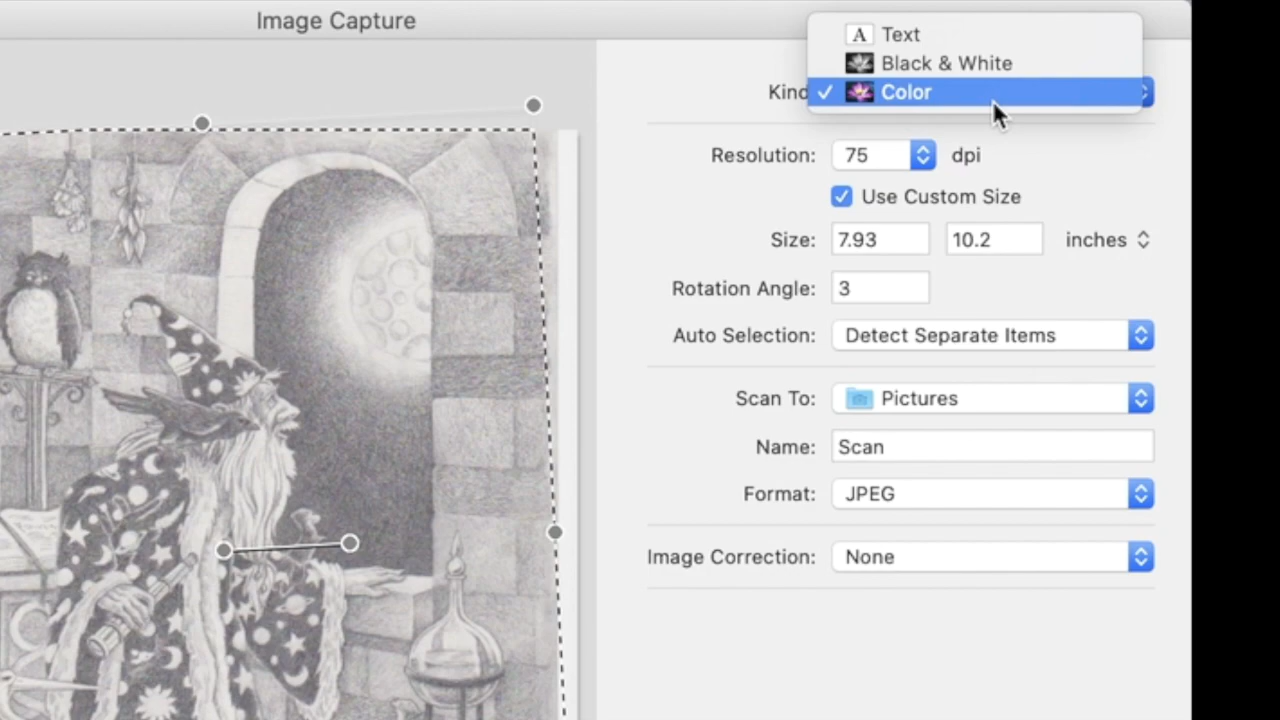 Image Capture
Text
Black & White
Kind
Color
Resolution: 75 dpi
Use Custom Size
Size: 7.93 10.2 inches
Rotation Angle: 3
Auto Selection: Detect Separate Items
Scan To: Pictures
Name: Scan
Format: JPEG
Image Correction: None